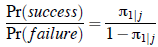 Pr(success) / Pr(failure) = π₁|ⱼ / 1 − π₁|ⱼ